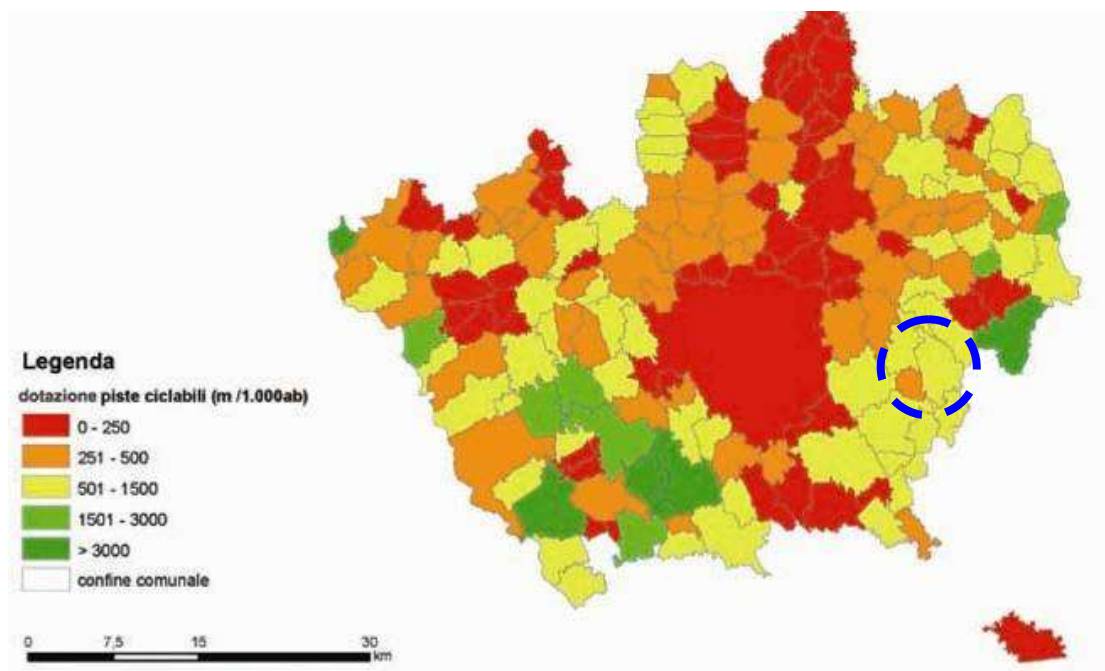 Legenda
dotazione piste ciclabili (m /1.000ab)
0 - 250
251 - 500
501 - 1500
1501 - 3000
> 3000
confine comunale
0 7,5 15 30
km